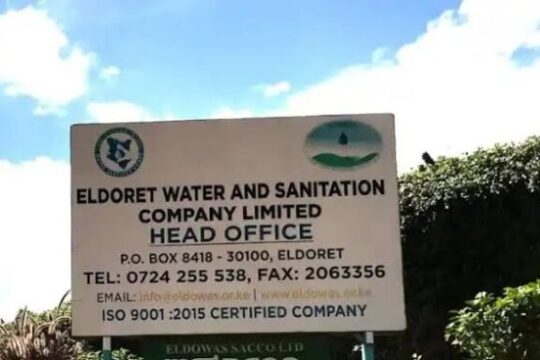 ELDORET WATER AND SANITATION
COMPANY LIMITED
HEAD OFFICE
P.O. BOX 8418 - 30100, ELDORET
TEL: 0724 255 538, FAX: 2063356
EMAIL: info@eldowas.or.ke | www.eldowas.or.ke
ISO 9001 :2015 CERTIFIED COMPANY
ELDOWAS SACCO LTD